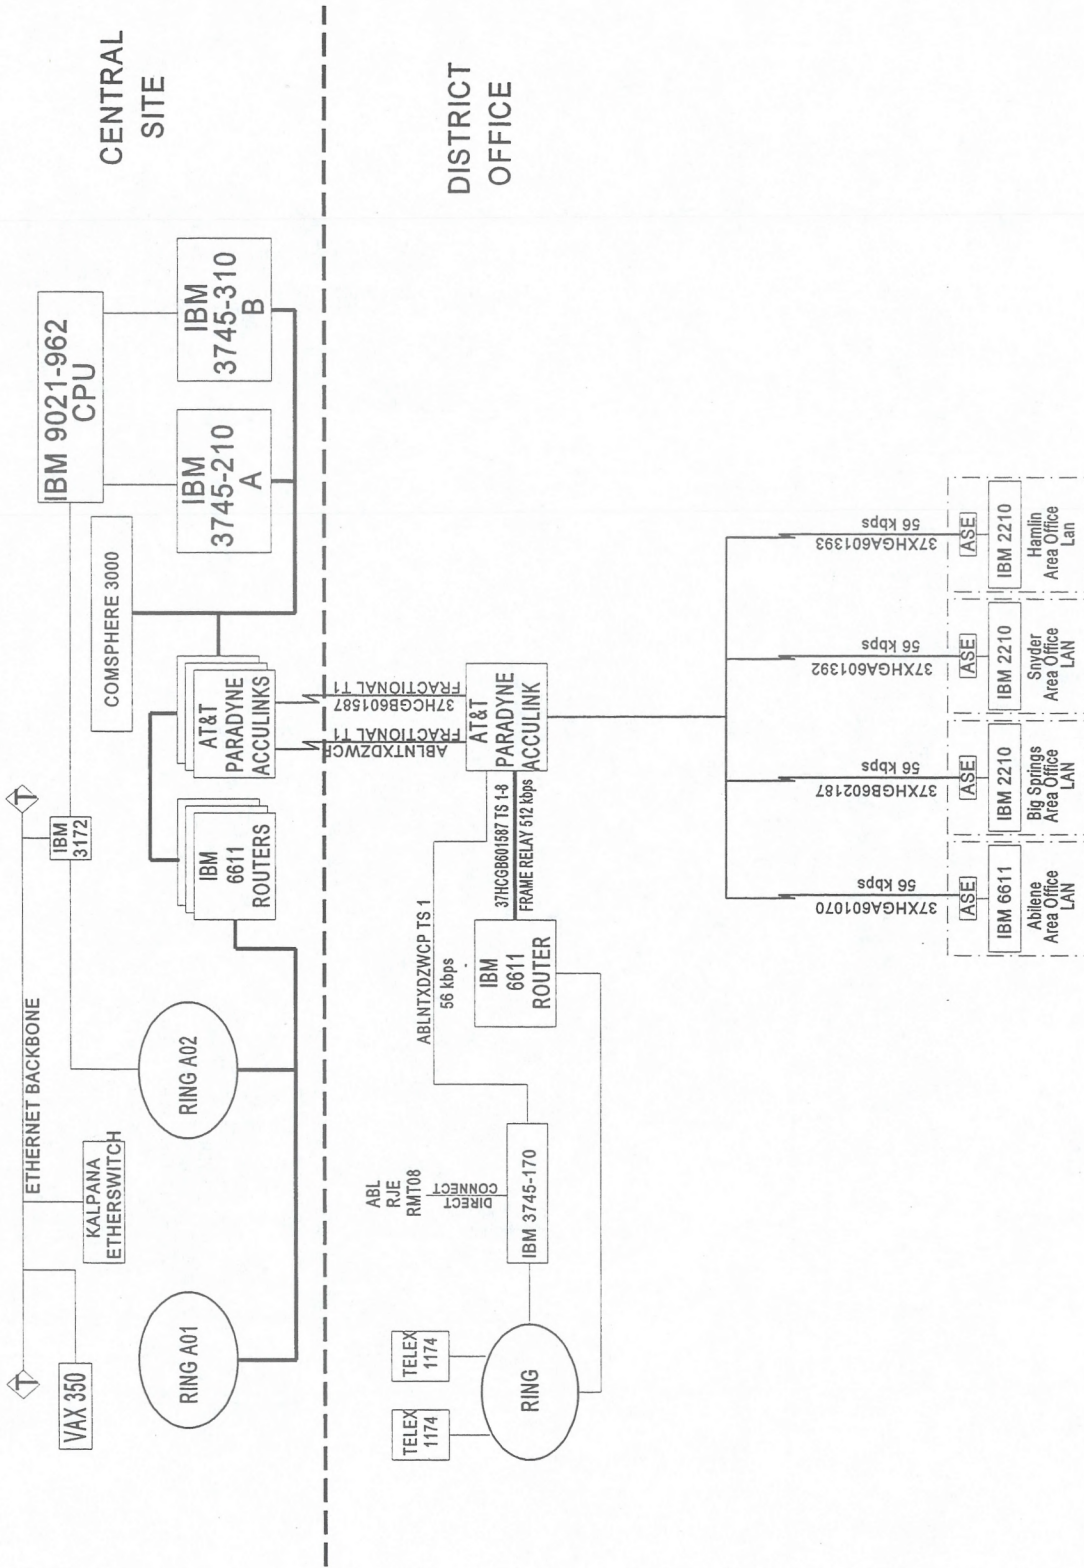 CENTRAL
SITE
T
T
ETHERNET BACKBONE
VAX 350
KALPANA
ETHERSWITCH
IBM
3172
COMSPHERE 3000
IBM 9021-962
CPU
RING A01
RING A02
IBM
6611
ROUTERS
AT&T
PARADYNE
ACCULINKS
IBM
3745-210
A
IBM
3745-310
B
ABLNTXDZWCP
FRACTIONAL T1
37HCGB601587
FRACTIONAL T1
DISTRICT
OFFICE
TELEX
1174
TELEX
1174
RING
ABL
RJE
RMT08
DIRECT
CONNECT
IBM 3745-170
ABLNTXDZWCP TS 1
56 kbps
IBM
6611
ROUTER
37HCGB601587 TS 1-8
FRAME RELAY 512 kbps
AT&T
PARADYNE
ACCULINK
37XHGA601070
56 kbps
37XHGB602187
56 kbps
37XHGA601392
56 kbps
37XHGA601393
56 kbps
ASE
IBM 6611
Abilene
Area Office
LAN
ASE
IBM 2210
Big Springs
Area Office
LAN
ASE
IBM 2210
Snyder
Area Office
LAN
ASE
IBM 2210
Hamlin
Area Office
Lan